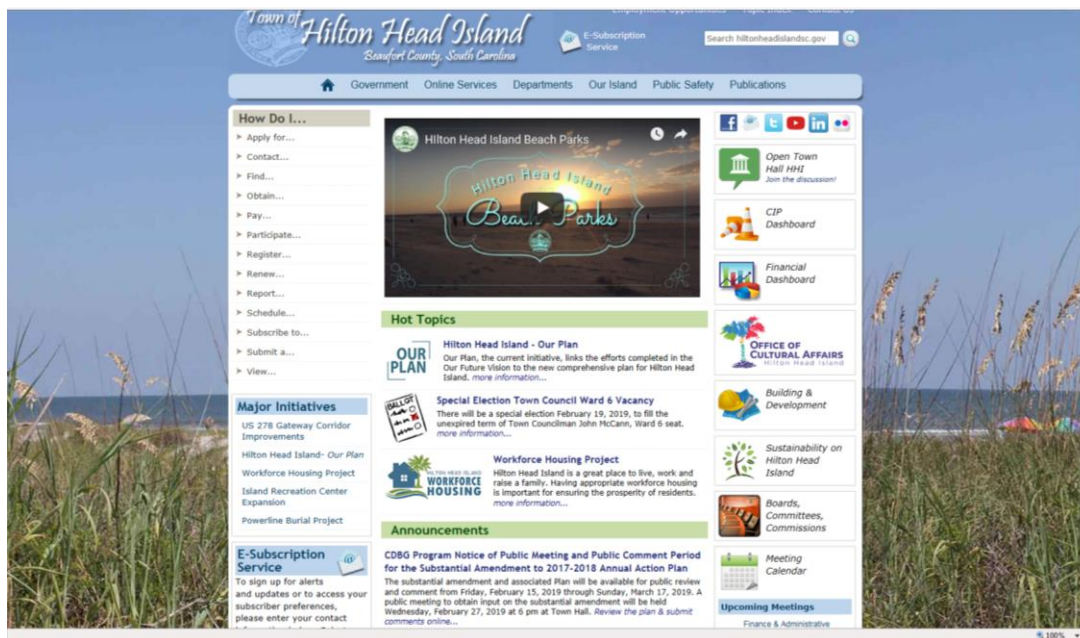 Employment Opportunities Topic Index Contact Us
Town of
Hilton Head Island
Beaufort County, South Carolina
E-Subscription
Service
Search hiltonheadislandsc.gov
Government Online Services Departments Our Island Public Safety Publications
How Do I...
Apply for...
Contact...
Find...
Obtain...
Pay...
Participate...
Register...
Renew...
Report...
Schedule...
Subscribe to...
Submit a...
View...
Major Initiatives
US 278 Gateway Corridor
Improvements
Hilton Head Island- Our Plan
Workforce Housing Project
Island Recreation Center
Expansion
Powerline Burial Project
E-Subscription
Service
To sign up for alerts
and updates or to access your
subscriber preferences,
please enter your contact
HIlton Head Island Beach Parks
Hilton Head Island
Beach Parks
Hot Topics
OUR
PLAN
Hilton Head Island - Our Plan
Our Plan, the current initiative, links the efforts completed in the
Our Future Vision to the new comprehensive plan for Hilton Head
Island. more information...
BALLOT
Special Election Town Council Ward 6 Vacancy
There will be a special election February 19, 2019, to fill the
unexpired term of Town Councilman John McCann, Ward 6 seat.
more information...
HILTON HEAD ISLAND
WORKFORCE
HOUSING
Workforce Housing Project
Hilton Head Island is a great place to live, work and
raise a family. Having appropriate workforce housing
is important for ensuring the prosperity of residents.
more information...
Announcements
CDBG Program Notice of Public Meeting and Public Comment Period
for the Substantial Amendment to 2017-2018 Annual Action Plan
The substantial amendment and associated Plan will be available for public review
and comment from Friday, February 15, 2019 through Sunday, March 17, 2019. A
public meeting to obtain input on the substantial amendment will be held
Wednesday, February 27, 2019 at 6 pm at Town Hall. Review the plan & submit
comments online...
Open Town
Hall HHI
Join the discussion!
CIP
Dashboard
Financial
Dashboard
OFFICE OF
CULTURAL AFFAIRS
Hilton Head Island
Building &
Development
Sustainability on
Hilton Head
Island
Boards,
Committees,
Commissions
Meeting
Calendar
Upcoming Meetings
Finance & Administrative
100%